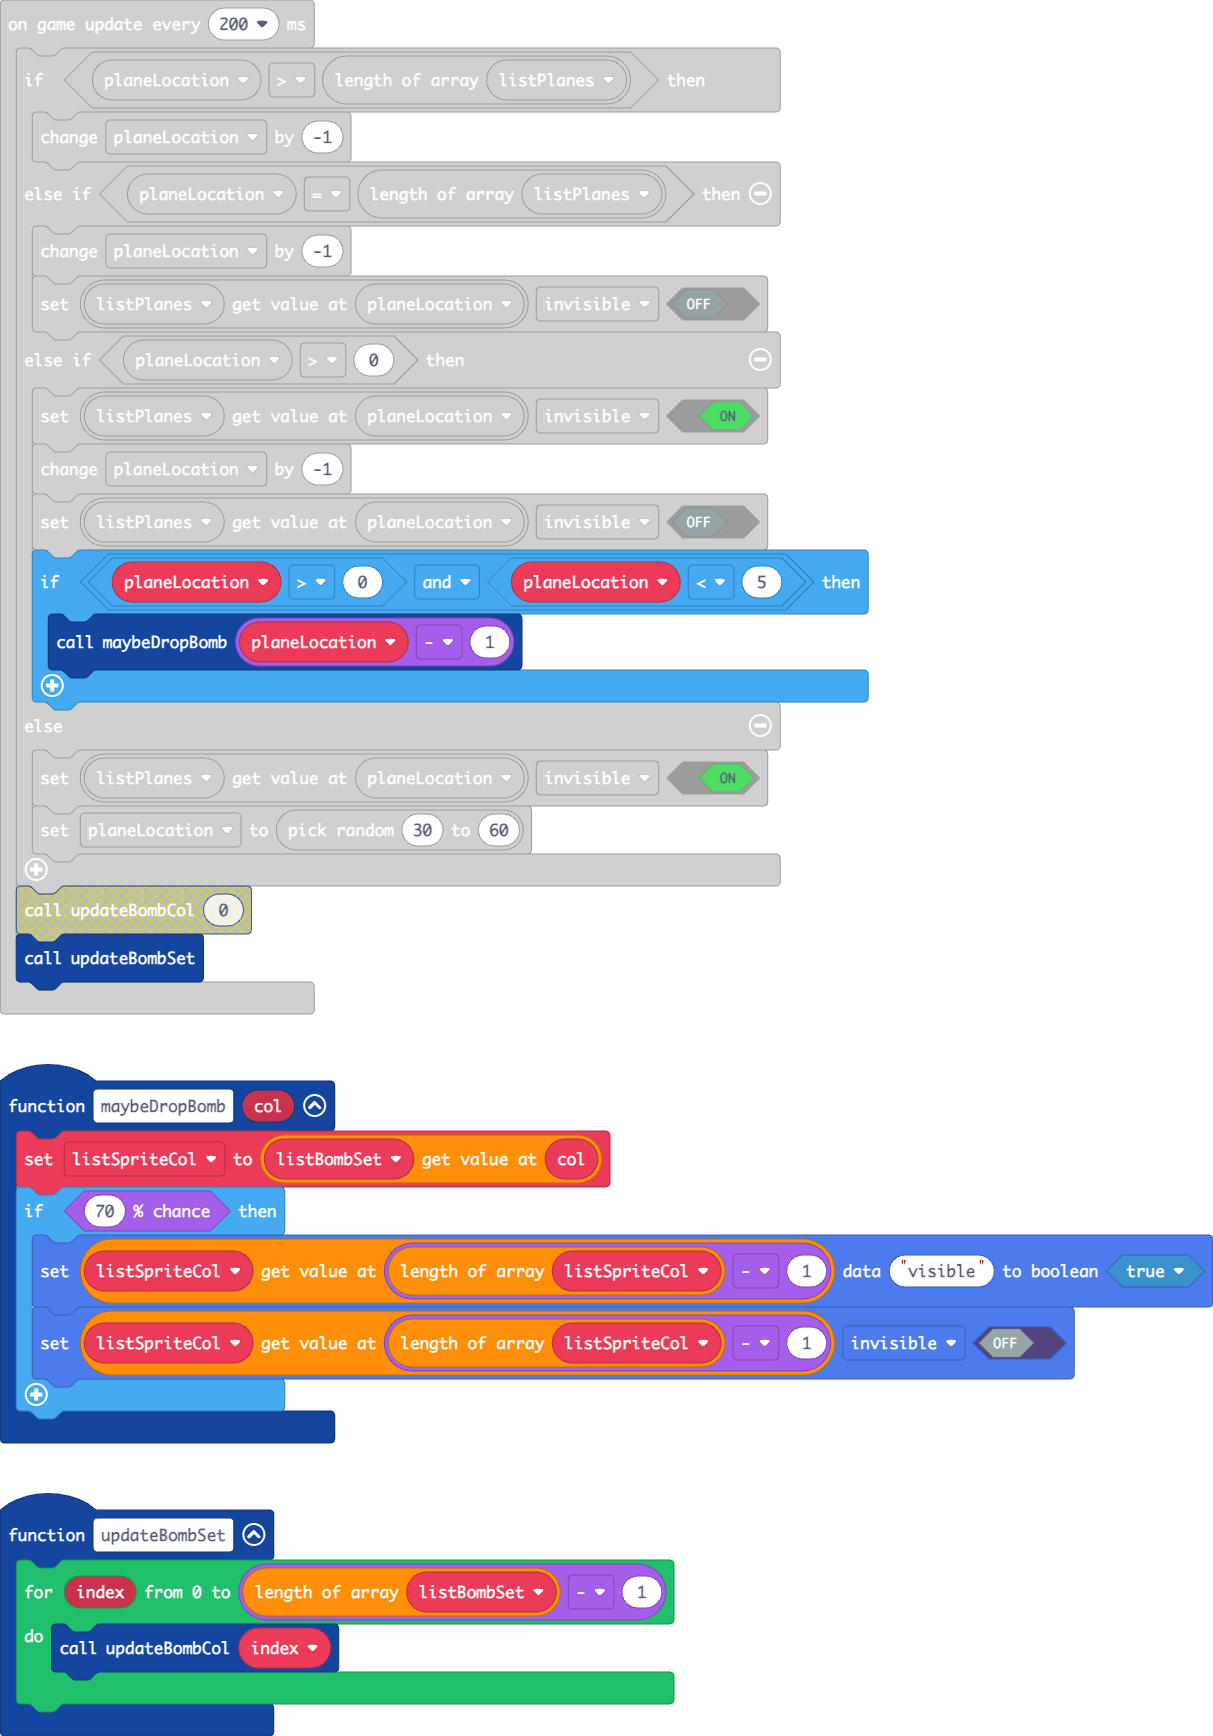 on game update every 200 ms
if planeLocation > length of array listPlanes then
change planeLocation by -1
else if planeLocation = length of array listPlanes then
change planeLocation by -1
set listPlanes get value at planeLocation invisible OFF
else if planeLocation > 0 then
set listPlanes get value at planeLocation invisible ON
change planeLocation by -1
set listPlanes get value at planeLocation invisible OFF
if planeLocation > 0 and planeLocation < 5 then
call maybeDropBomb planeLocation - 1
else
set listPlanes get value at planeLocation invisible ON
set planeLocation to pick random 30 to 60
call updateBombCol 0
call updateBombSet
function maybeDropBomb col
set listSpriteCol to listBombSet get value at col
if 70 % chance then
set listSpriteCol get value at length of array listSpriteCol - 1 data "visible" to boolean true
set listSpriteCol get value at length of array listSpriteCol - 1 invisible OFF
function updateBombSet
for index from 0 to length of array listBombSet - 1
do call updateBombCol index